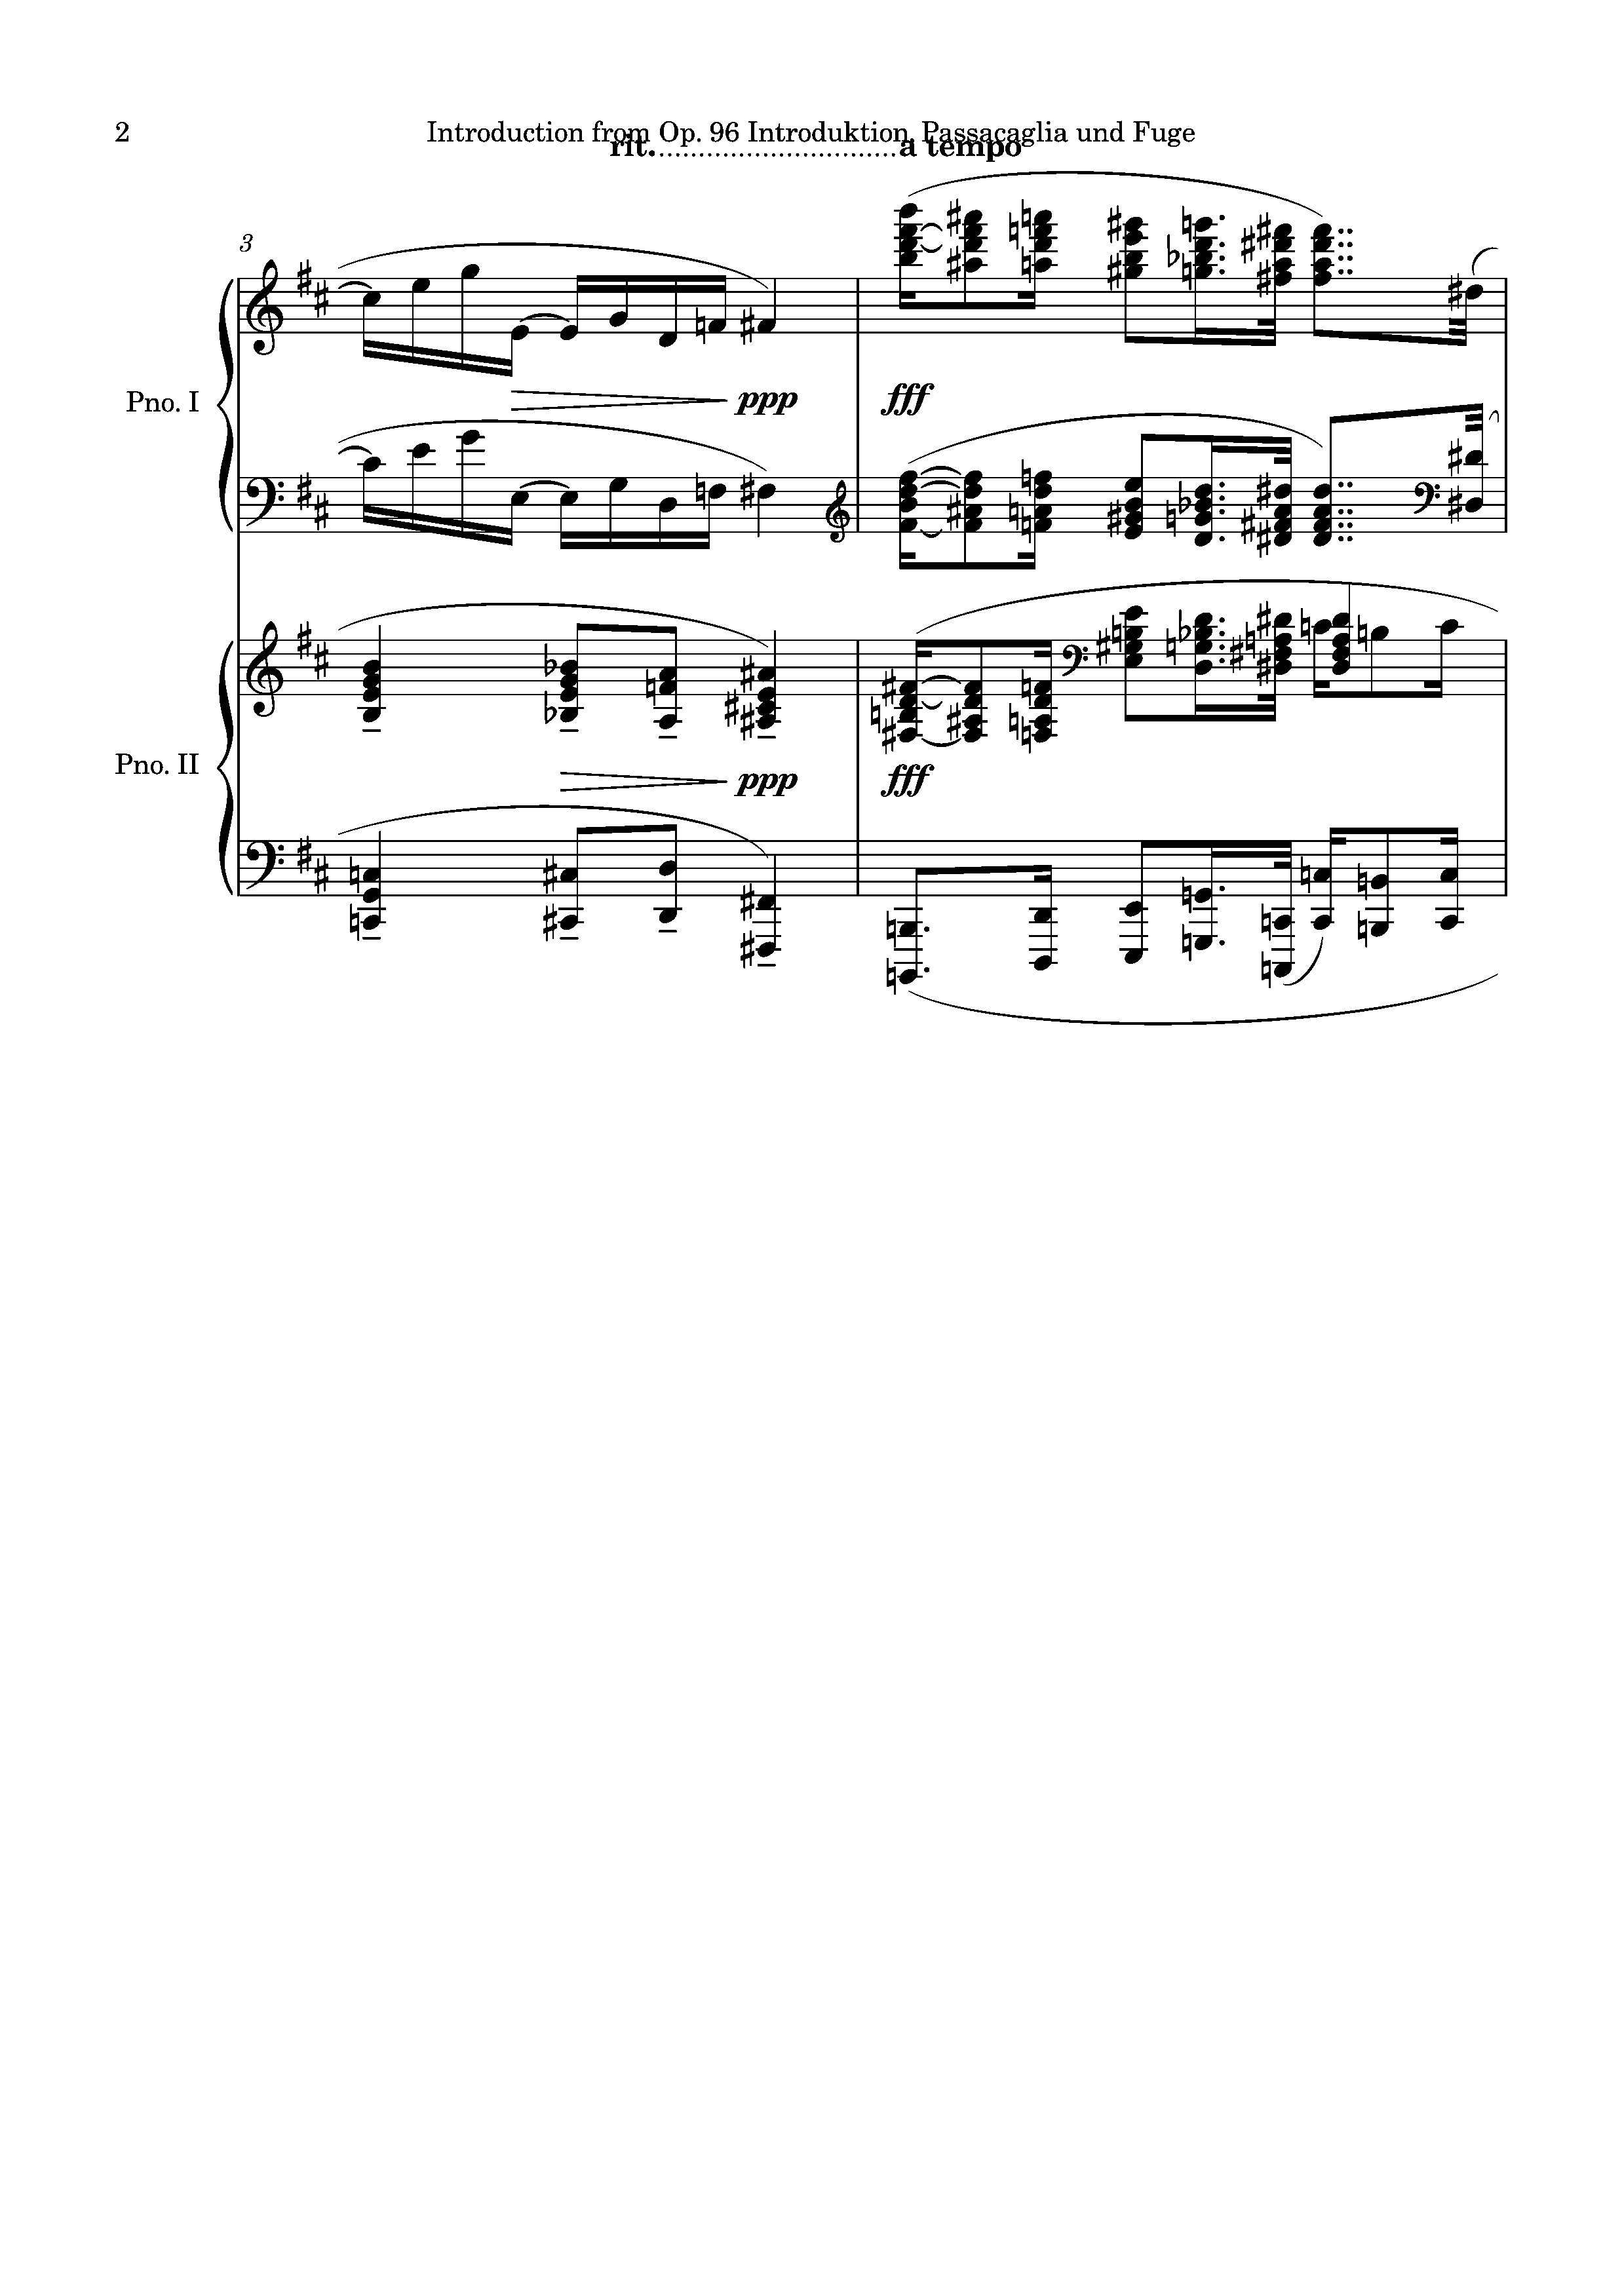 2 Introduction from Op. 96 Introduktion, Passacaglia und Fuge
rit. a tempo
3
Pno. I
ppp fff
Pno. II
ppp fff